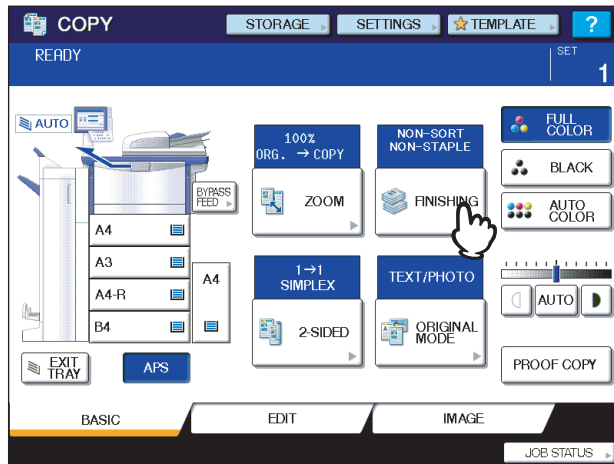 COPY
STORAGE
SETTINGS
TEMPLATE
?
READY
SET
1
AUTO
BYPASS
FEED
A4
A3
A4-R
B4
A4
EXIT
TRAY
APS
100%
ORG. → COPY
ZOOM
NON-SORT
NON-STAPLE
FINISHING
1→1
SIMPLEX
2-SIDED
TEXT/PHOTO
ORIGINAL
MODE
FULL
COLOR
BLACK
AUTO
COLOR
AUTO
PROOF COPY
BASIC
EDIT
IMAGE
JOB STATUS